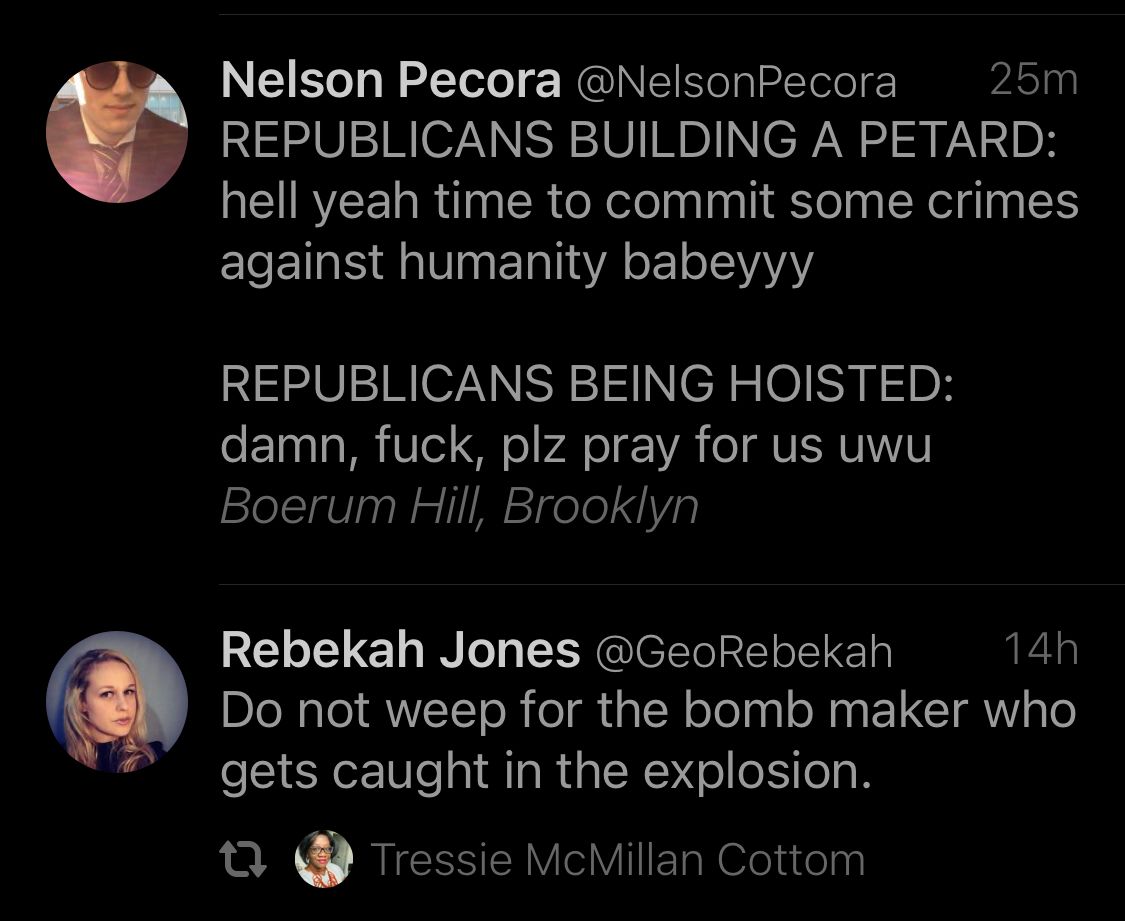 Nelson Pecora @NelsonPecora 25m
REPUBLICANS BUILDING A PETARD:
hell yeah time to commit some crimes
against humanity babeyyy
REPUBLICANS BEING HOISTED:
damn, fuck, plz pray for us uwu
Boerum Hill, Brooklyn
Rebekah Jones @GeoRebekah 14h
Do not weep for the bomb maker who
gets caught in the explosion.
Tressie McMillan Cottom